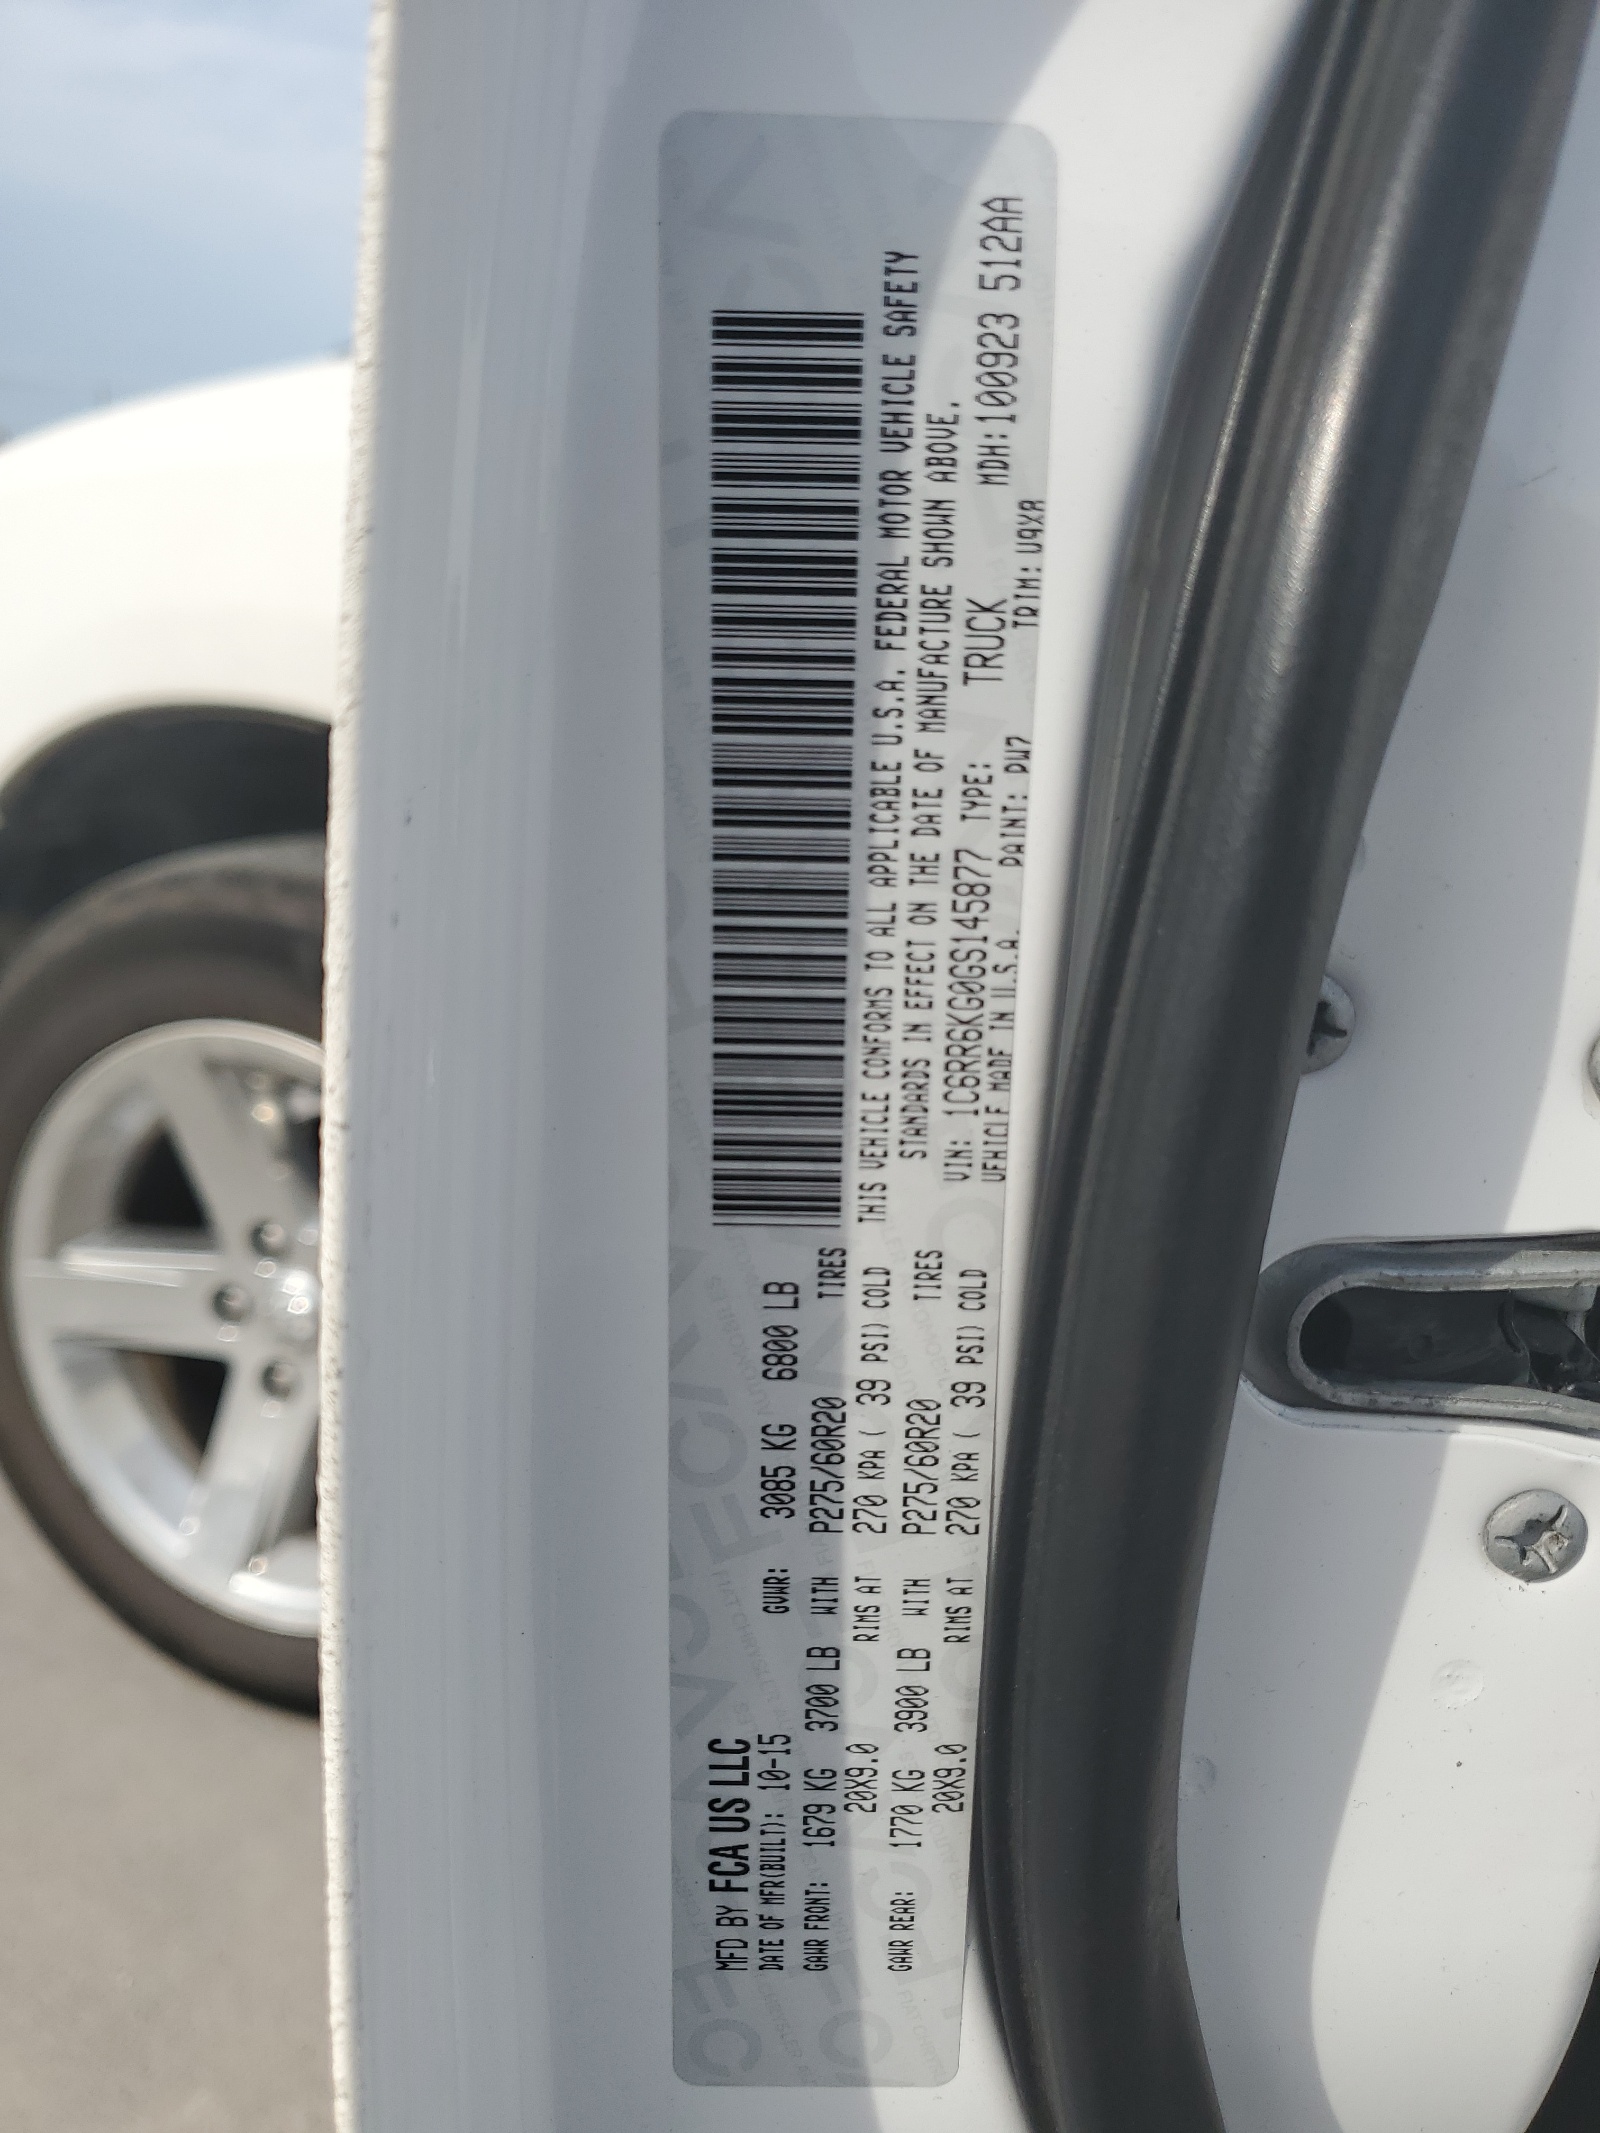 MFD BY FCA US LLC
DATE OF MFR(BUILT): 10-15 GVWR: 3085 KG 6800 LB
GAWR FRONT: 1679 KG 3700 LB WITH P275/60R20 TIRES
20X9.0 RIMS AT 270 KPA ( 39 PSI) COLD
GAWR REAR: 1770 KG 3900 LB WITH P275/60R20 TIRES
20X9.0 RIMS AT 270 KPA ( 39 PSI) COLD
THIS VEHICLE CONFORMS TO ALL APPLICABLE U.S.A. FEDERAL MOTOR VEHICLE SAFETY
STANDARDS IN EFFECT ON THE DATE OF MANUFACTURE SHOWN ABOVE.
VIN: 1C6RR6KG0GS145877 TYPE: TRUCK MDH: 100923 512AA
VEHICLE MADE IN U.S.A. PAINT: PW7 TRIM: U9XA